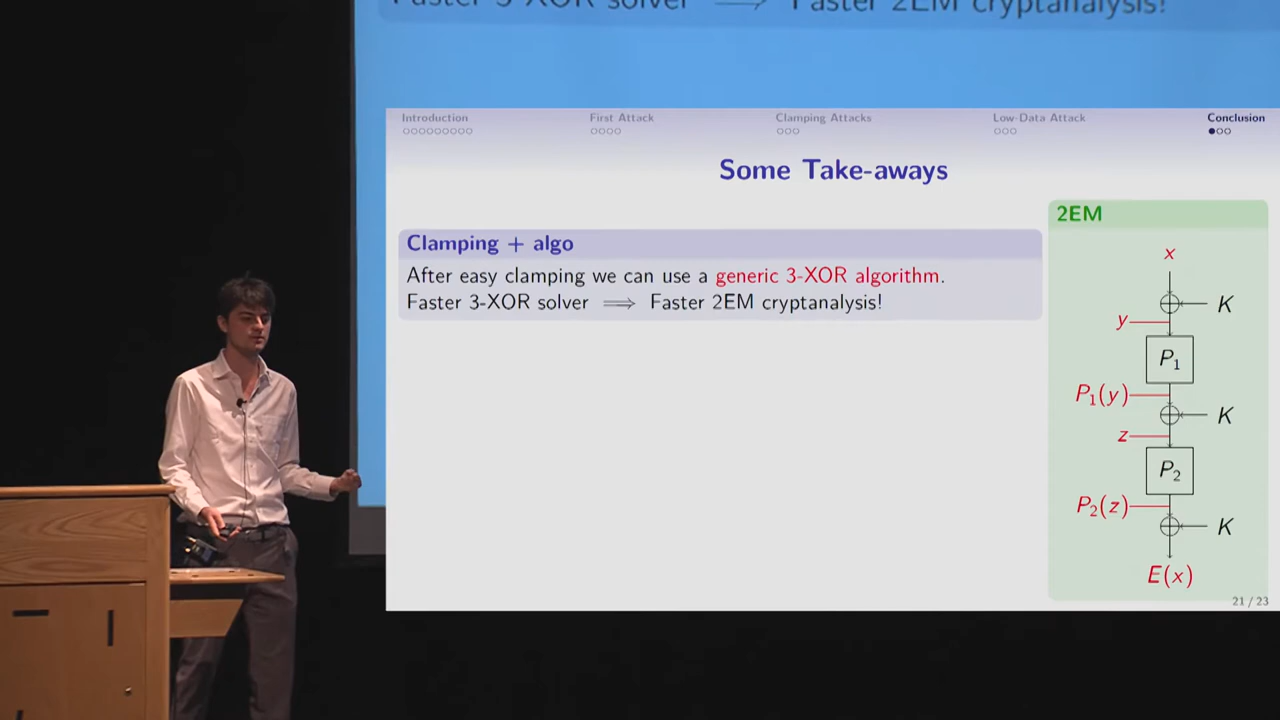 Faster 3-XOR solver ⟹ Faster 2EM cryptanalysis!
Introduction
First Attack
Clamping Attacks
Low-Data Attack
Conclusion
Some Take-aways
Clamping + algo
After easy clamping we can use a generic 3-XOR algorithm.
Faster 3-XOR solver ⟹ Faster 2EM cryptanalysis!
2EM
x
K
y
P₁
P₁(y)
K
z
P₂
P₂(z)
K
E(x)
21 / 23